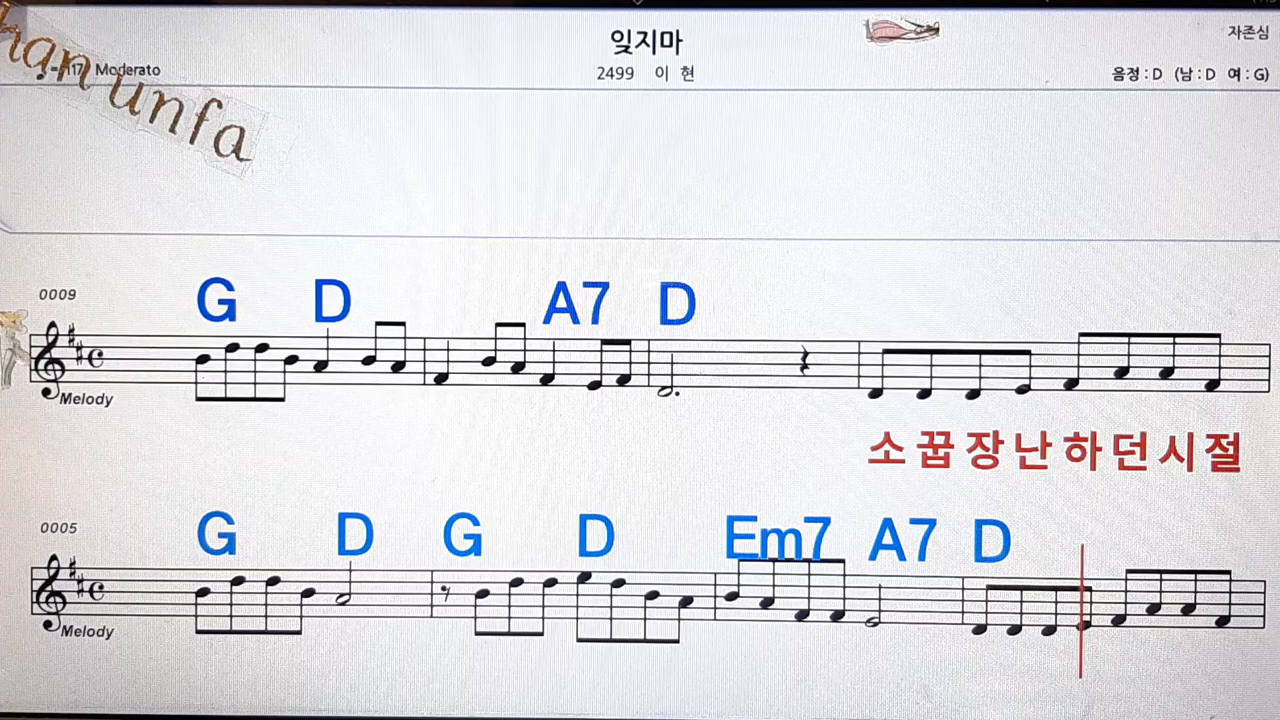 잊지마
자존심
han unfa
117 Moderato
2499 이 현
음정 : D (남 : D 여 : G)
0009
G D A7 D
Melody
소꿉장난하던시절
0005
G D G D Em7 A7 D
Melody